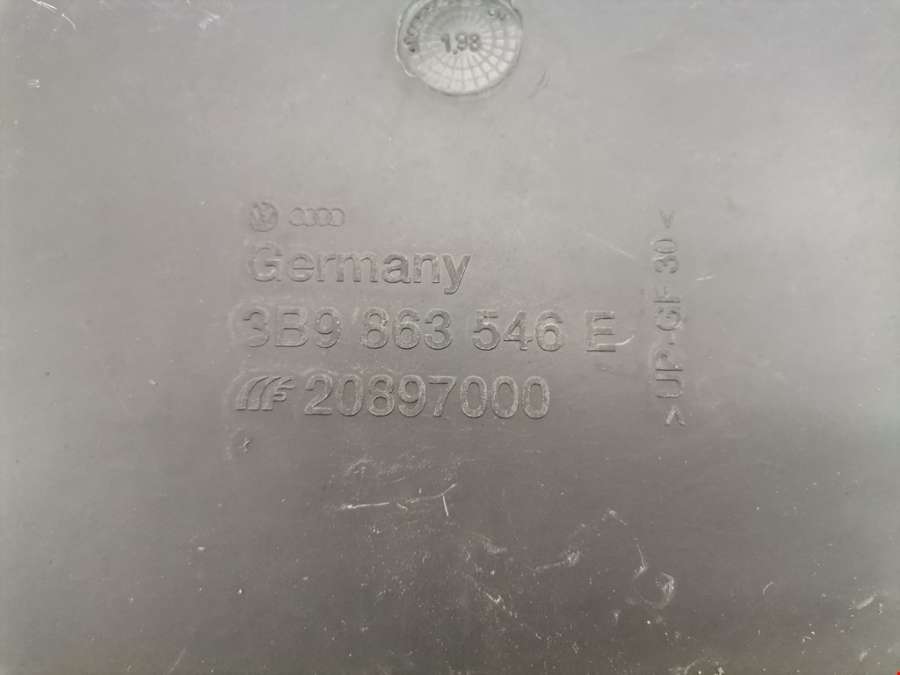 1.98
Germany
3B9 863 546 E
20897000
>UP-GF 30<